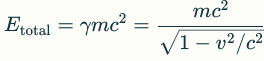 E_total = γmc² = mc² / √(1 − v²/c²)